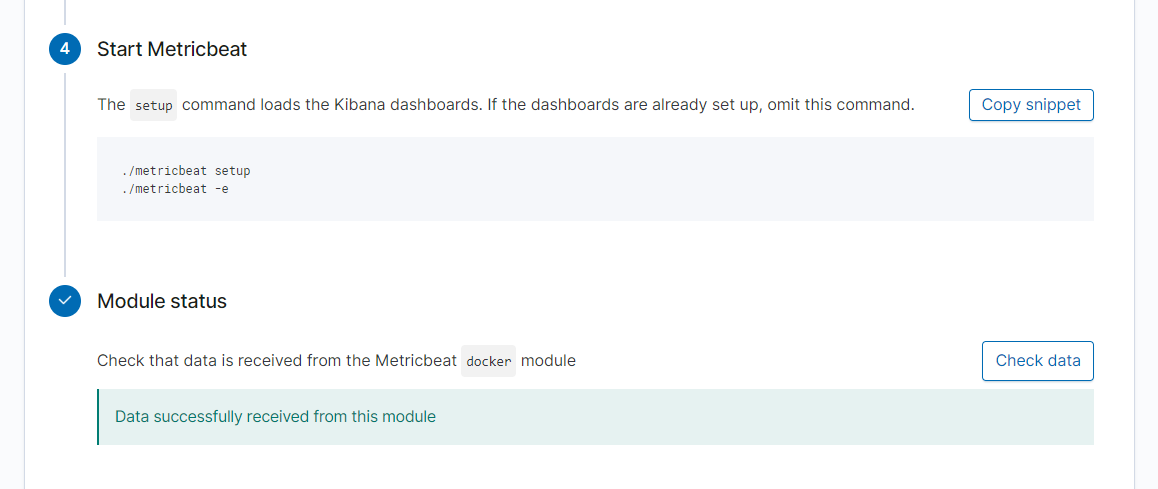 4
Start Metricbeat
The setup command loads the Kibana dashboards. If the dashboards are already set up, omit this command.
Copy snippet
./metricbeat setup
./metricbeat -e
Module status
Check that data is received from the Metricbeat docker module
Check data
Data successfully received from this module